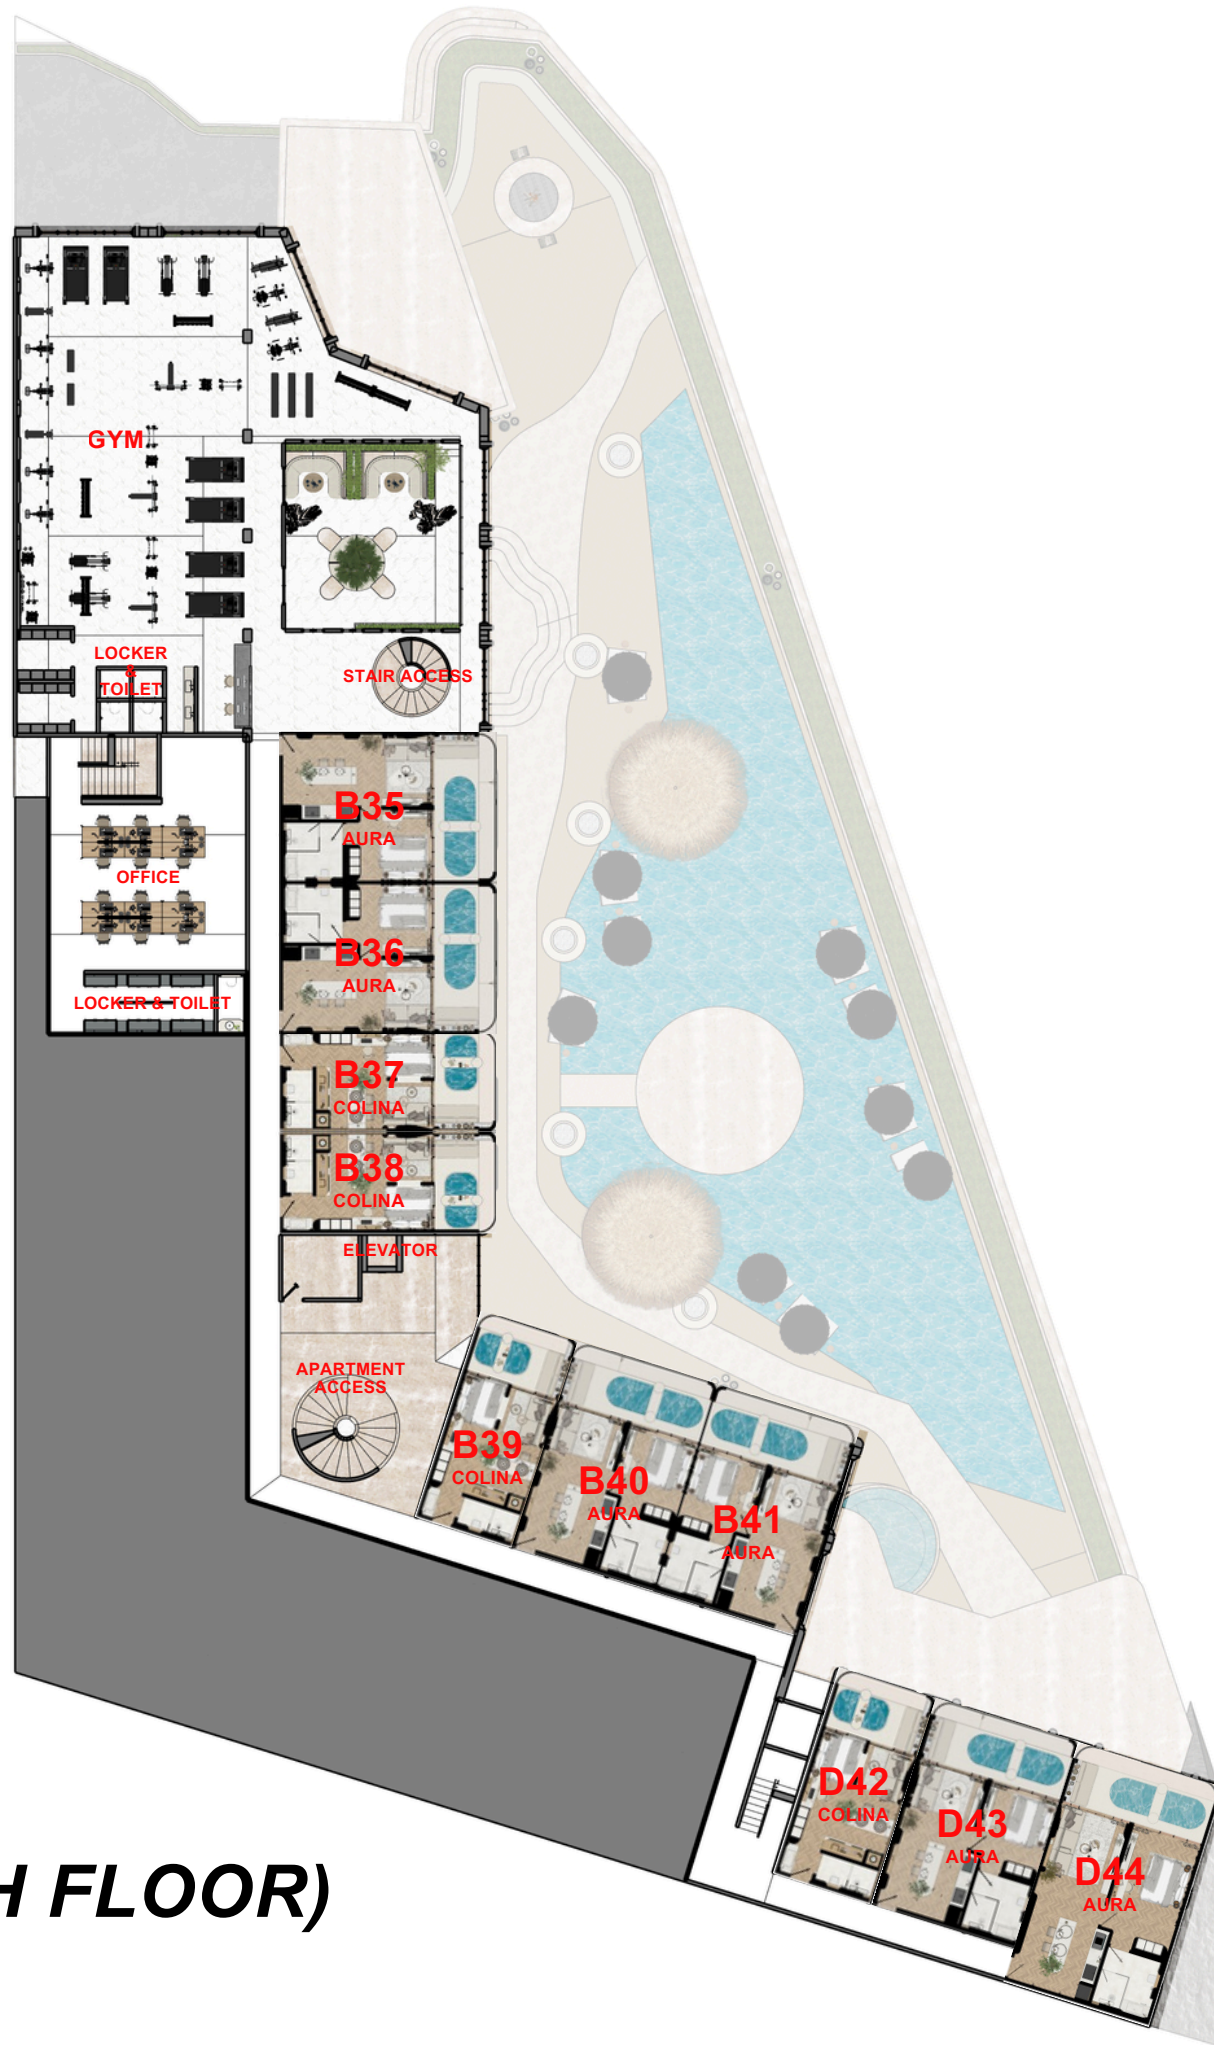 GYM
LOCKER
&
TOILET
STAIR ACCESS
B35
AURA
OFFICE
B36
AURA
LOCKER & TOILET
B37
COLINA
B38
COLINA
ELEVATOR
APARTMENT
ACCESS
B39
COLINA
B40
AURA
B41
AURA
D42
COLINA
D43
AURA
D44
AURA
H FLOOR)